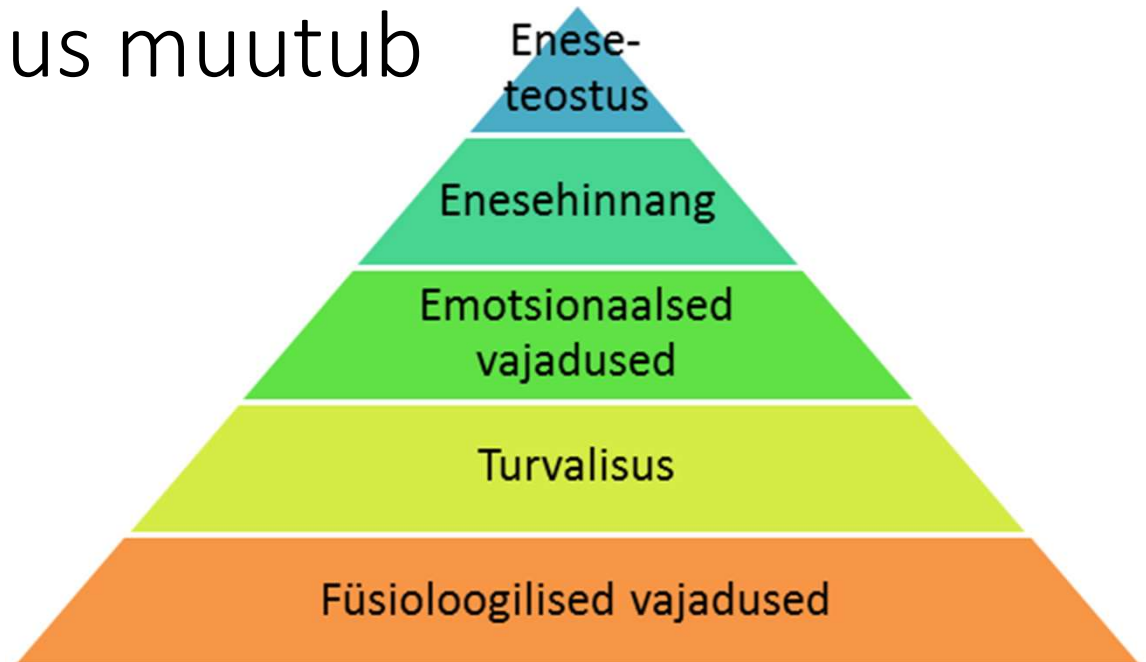 us muutub
Enese-
teostus
Enesehinnang
Emotsionaalsed
vajadused
Turvalisus
Füsioloogilised vajadused